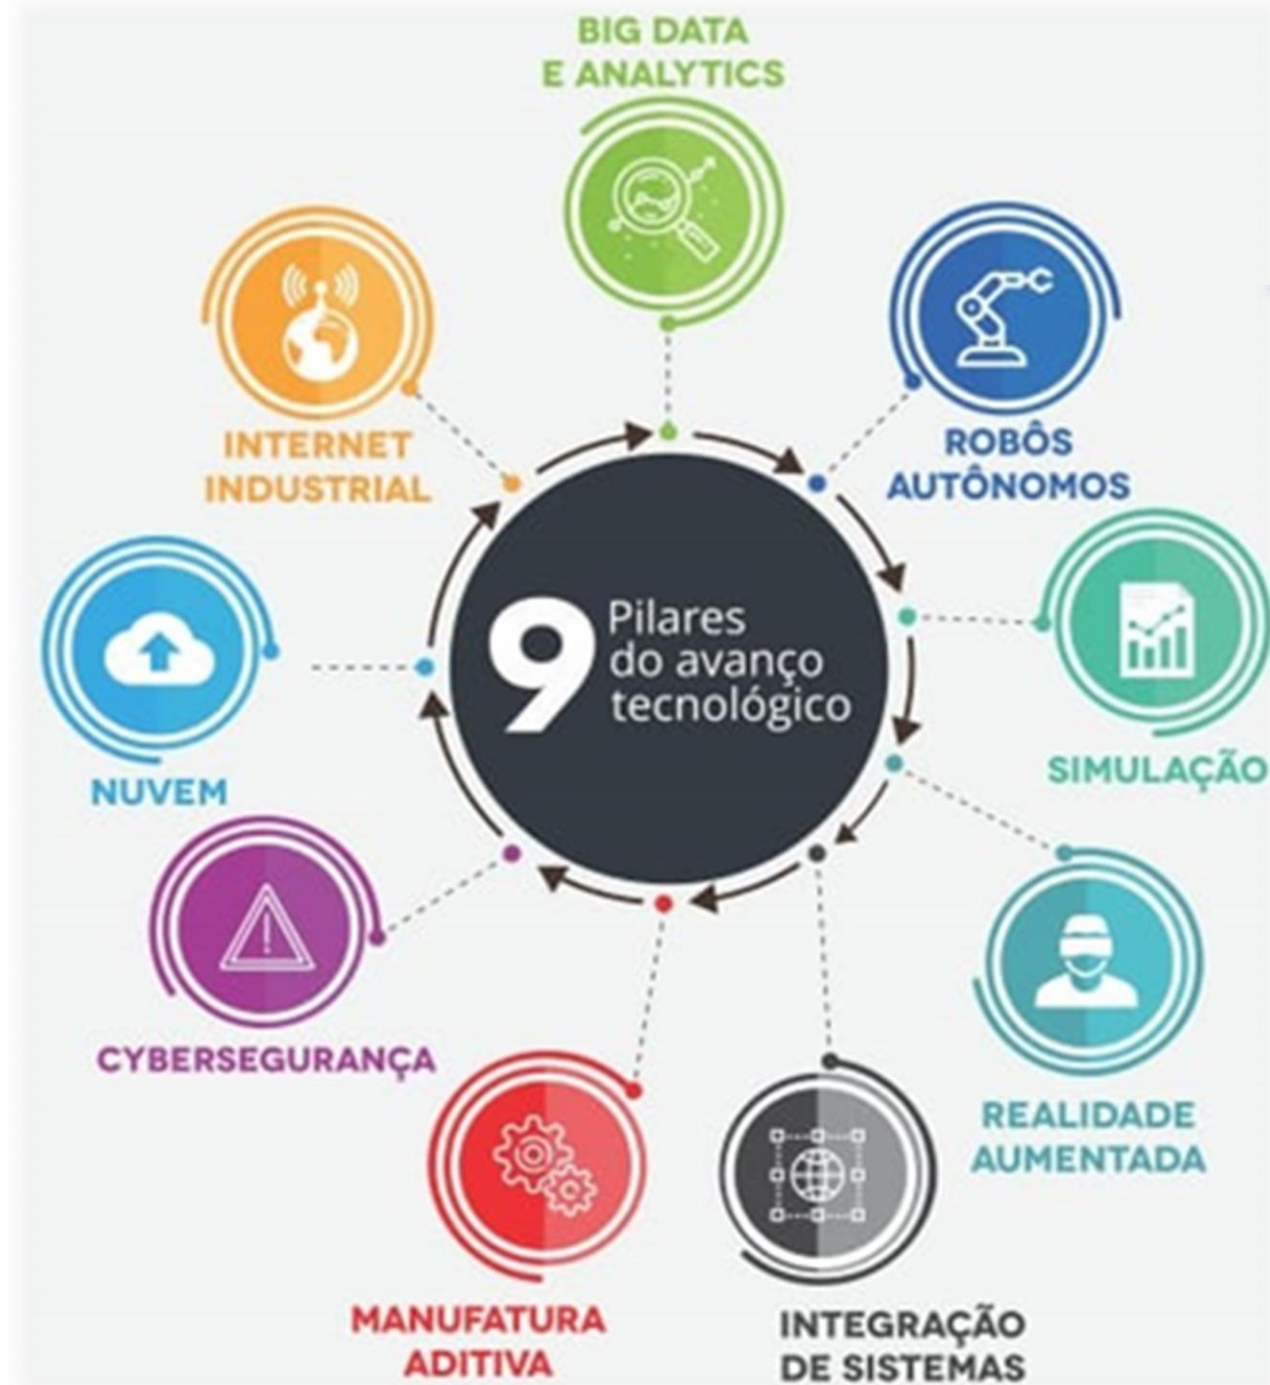 BIG DATA
E ANALYTICS
INTERNET
INDUSTRIAL
ROBÔS
AUTÔNOMOS
9 Pilares
do avanço
tecnológico
NUVEM
SIMULAÇÃO
CYBERSEGURANÇA
REALIDADE
AUMENTADA
MANUFATURA
ADITIVA
INTEGRAÇÃO
DE SISTEMAS